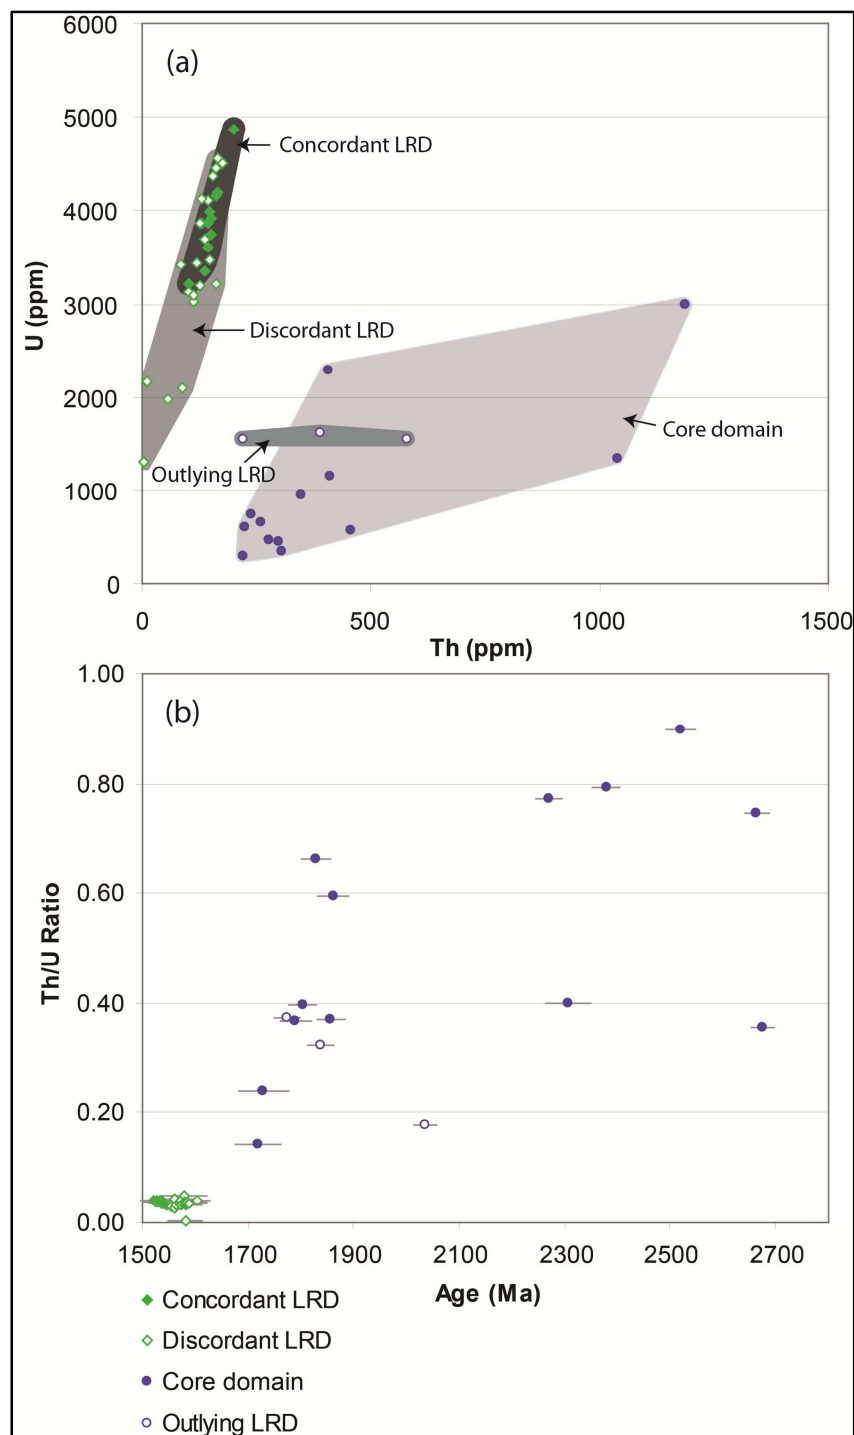 6000
(a)
5000
Concordant LRD
4000
U (ppm)
3000
Discordant LRD
2000
Core domain
Outlying LRD
1000
0
0 500 1000 1500
Th (ppm)
1.00
(b)
0.80
0.60
Th/U Ratio
0.40
0.20
0.00
1500 1700 1900 2100 2300 2500 2700
Age (Ma)
Concordant LRD
Discordant LRD
Core domain
Outlying LRD